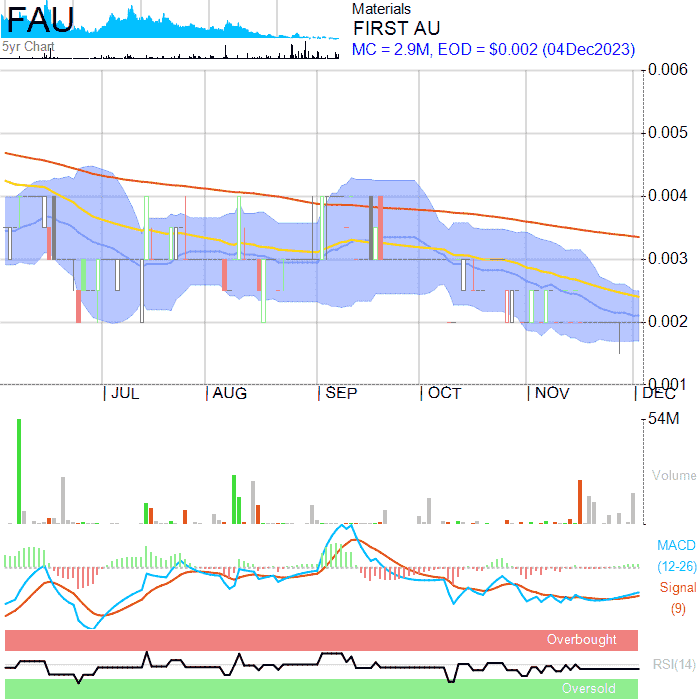 FAU
5yr Chart
Materials
FIRST AU
MC = 2.9M, EOD = $0.002 (04Dec2023)
0.006
0.005
0.004
0.003
0.002
0.001
JUL AUG SEP OCT NOV DEC
54M
Volume
MACD
(12-26)
Signal
(9)
Overbought
RSI(14)
Oversold